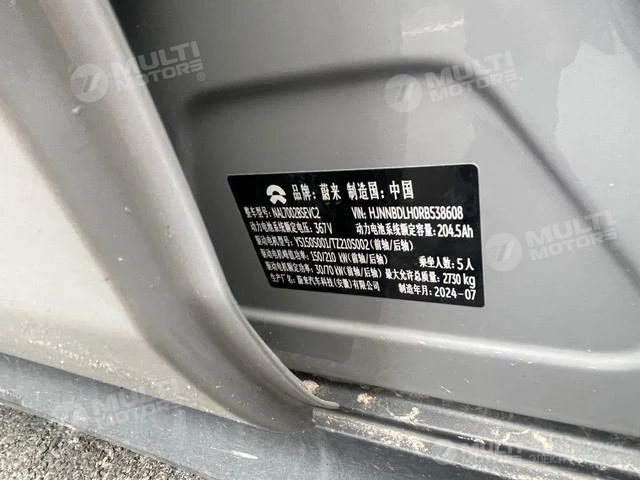 MULTI
MOTORS®
MULTI
MOTORS
品牌：蔚来 制造国：中国
整车型号：NAL7002BSEVC2 VIN: HJNNBDLH0RB538608
动力电池系统额定电压：367V 动力电池系统额定容量：204.5Ah
驱动电机型号：YS150S001/TZ210S002（前轴/后轴）
驱动电机峰值功率：150/210 kW（前轴/后轴） 乘坐人数：5人
驱动电机额定功率：30/70 kW（前轴/后轴） 最大允许总质量：2730 kg
生产厂名：蔚来汽车科技（安徽）有限公司 制造年月：2024-07
MULTI
MOTORS
MULTI